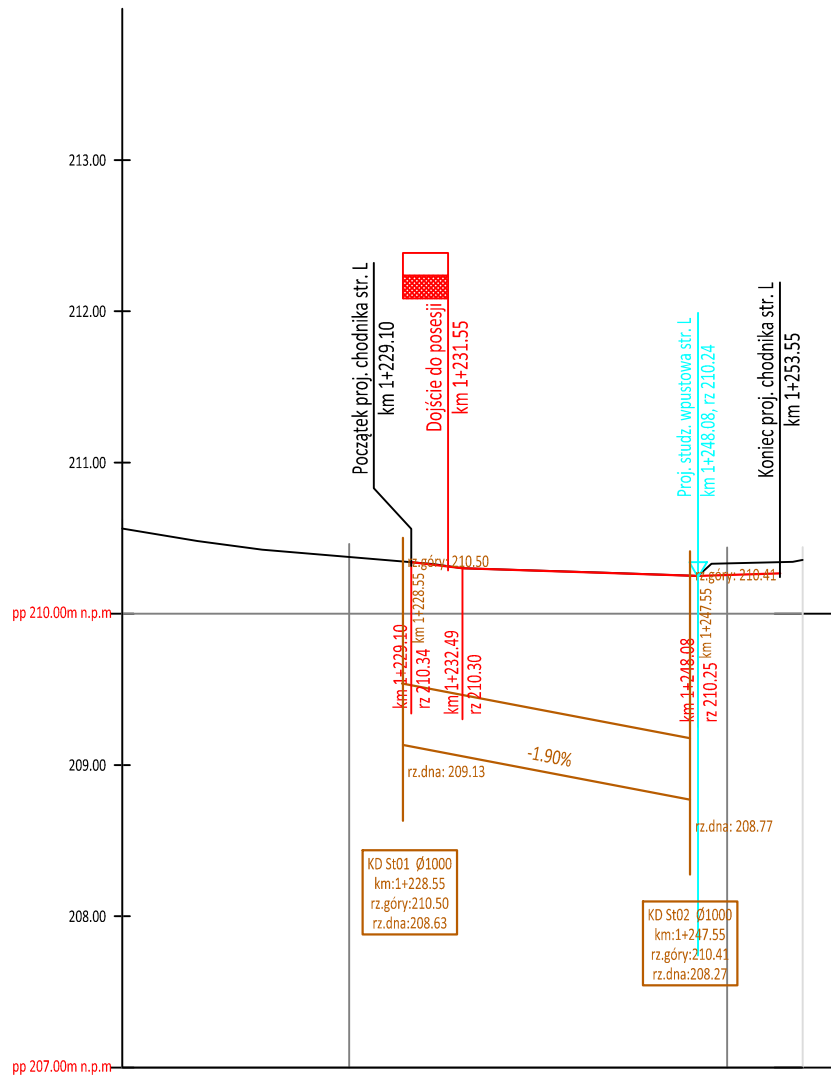 213.00
212.00
211.00
pp 210.00m n.p.m
209.00
208.00
pp 207.00m n.p.m
Początek proj. chodnika str. L
km 1+229.10
Dojście do posesji
km 1+231.55
Proj. studz. wpustowa str. L
km 1+248.08, rz 210.24
Koniec proj. chodnika str. L
km 1+253.55
rz.góry: 210.50
km 1+228.55
km 1+229.10
rz 210.34
km 1+232.49
rz 210.30
rz.góry: 210.41
km 1+247.55
km 1+248.08
rz 210.25
-1.90%
rz.dna: 209.13
rz.dna: 208.77
KD St01 Ø1000
km:1+228.55
rz.góry:210.50
rz.dna:208.63
KD St02 Ø1000
km:1+247.55
rz.góry:210.41
rz.dna:208.27